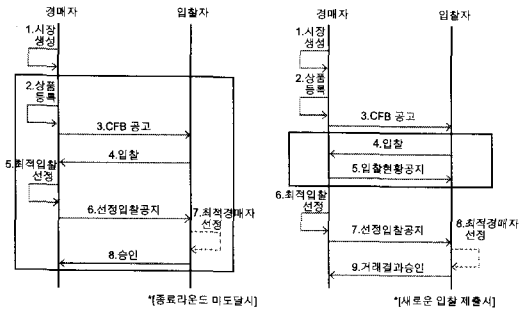 경매자
입찰자
1.시장
생성
2.상품
등록
3.CFB 공고
4.입찰
5.최적입찰
선정
6.선정입찰공지
7.최적경매자
선정
8.승인
*[종료라운드 미도달시]
경매자
입찰자
1.시장
생성
2.상품
등록
3.CFB 공고
4.입찰
5.입찰현황공지
6.최적입찰
선정
7.선정입찰공지
8.최적경매자
선정
9.거래결과승인
*[새로운 입찰 제출시]